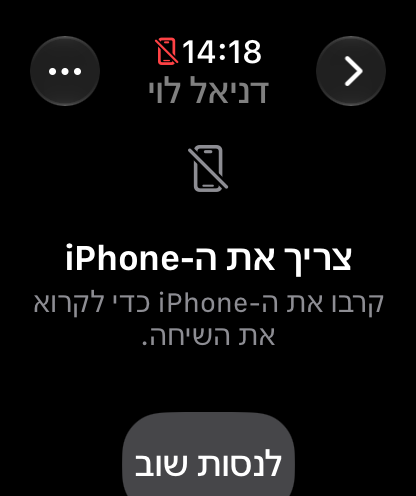 14:18
דניאל לוי
צריך את ה-iPhone
קרבו את ה-iPhone כדי לקרוא
את השיחה.
לנסות שוב